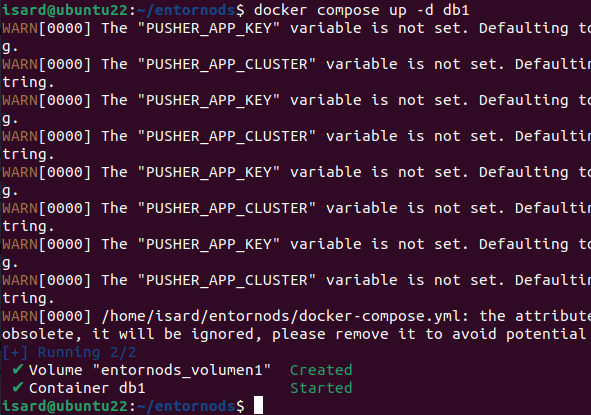 isard@ubuntu22:~/entornods$ docker compose up -d db1
WARN[0000] The "PUSHER_APP_KEY" variable is not set. Defaulting to
g.
WARN[0000] The "PUSHER_APP_CLUSTER" variable is not set. Defaultin
tring.
WARN[0000] The "PUSHER_APP_KEY" variable is not set. Defaulting to
g.
WARN[0000] The "PUSHER_APP_CLUSTER" variable is not set. Defaultin
tring.
WARN[0000] The "PUSHER_APP_KEY" variable is not set. Defaulting to
g.
WARN[0000] The "PUSHER_APP_CLUSTER" variable is not set. Defaultin
tring.
WARN[0000] The "PUSHER_APP_KEY" variable is not set. Defaulting to
g.
WARN[0000] The "PUSHER_APP_CLUSTER" variable is not set. Defaultin
tring.
WARN[0000] /home/isard/entornods/docker-compose.yml: the attribute
obsolete, it will be ignored, please remove it to avoid potential
[+] Running 2/2
✔ Volume "entornods_volumen1" Created
✔ Container db1 Started
isard@ubuntu22:~/entornods$